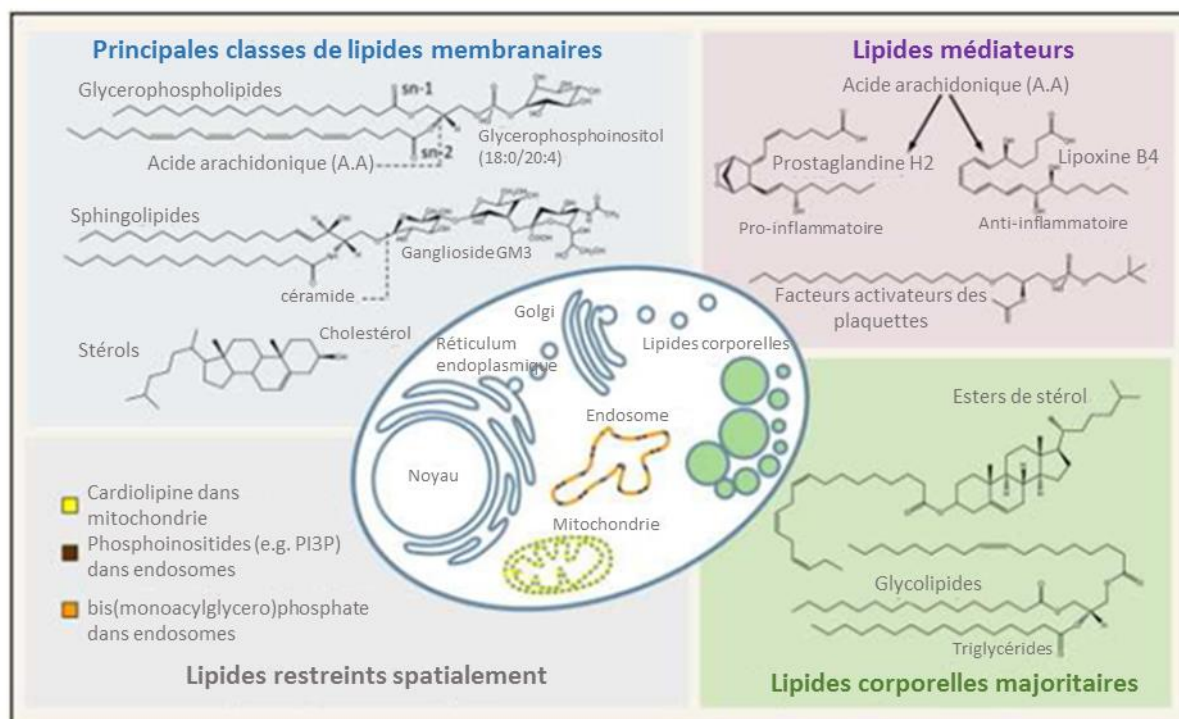 Principales classes de lipides membranaires
Glycerophospholipides
sn-1
Glycerophosphoinositol
(18:0/20:4)
Acide arachidonique (A.A)
sn-2
Sphingolipides
Ganglioside GM3
céramide
Stérols
Cholestérol
Lipides médiateurs
Acide arachidonique (A.A)
Prostaglandine H2
Lipoxine B4
Pro-inflammatoire
Anti-inflammatoire
Facteurs activateurs des
plaquettes
Golgi
Réticulum
endoplasmique
Lipides corporelles
Endosome
Noyau
Mitochondrie
Cardiolipine dans
mitochondrie
Phosphoinositides (e.g. PI3P)
dans endosomes
bis(monoacylglycero)phosphate
dans endosomes
Lipides restreints spatialement
Esters de stérol
Glycolipides
Triglycérides
Lipides corporelles majoritaires